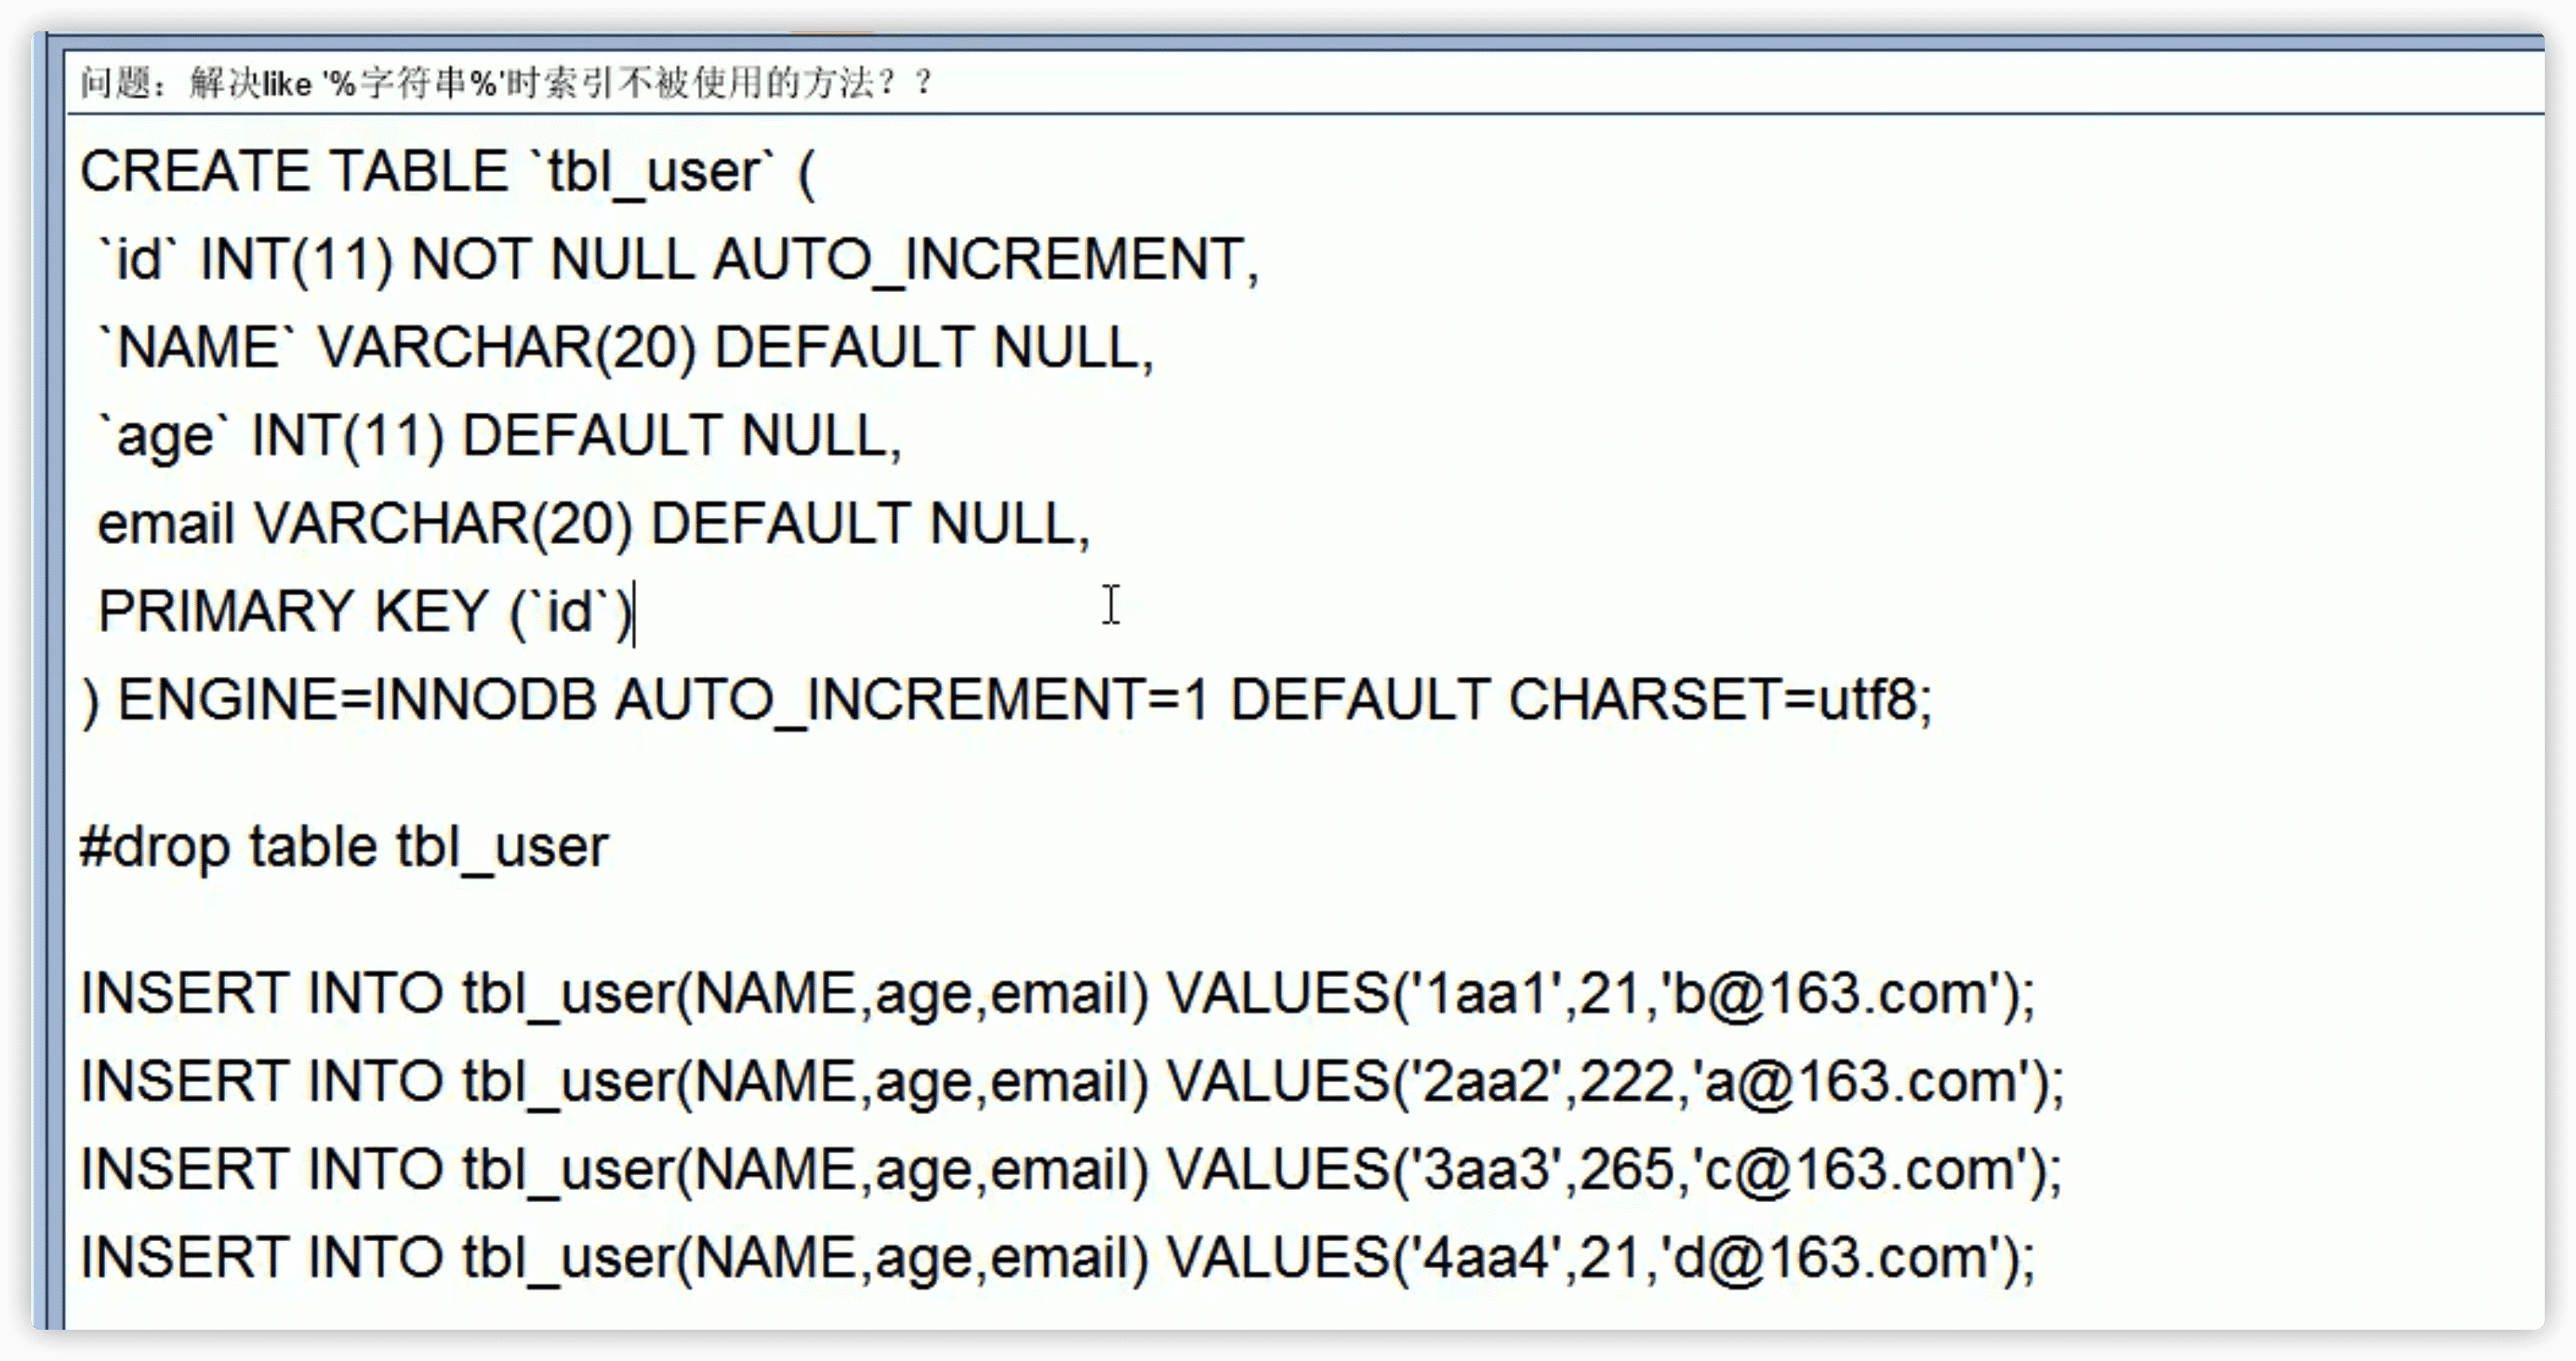 问题：解决like '%字符串%'时索引不被使用的方法？？
CREATE TABLE `tbl_user` (
`id` INT(11) NOT NULL AUTO_INCREMENT,
`NAME` VARCHAR(20) DEFAULT NULL,
`age` INT(11) DEFAULT NULL,
email VARCHAR(20) DEFAULT NULL,
PRIMARY KEY (`id`)
) ENGINE=INNODB AUTO_INCREMENT=1 DEFAULT CHARSET=utf8;
#drop table tbl_user
INSERT INTO tbl_user(NAME,age,email) VALUES('1aa1',21,'b@163.com');
INSERT INTO tbl_user(NAME,age,email) VALUES('2aa2',222,'a@163.com');
INSERT INTO tbl_user(NAME,age,email) VALUES('3aa3',265,'c@163.com');
INSERT INTO tbl_user(NAME,age,email) VALUES('4aa4',21,'d@163.com');